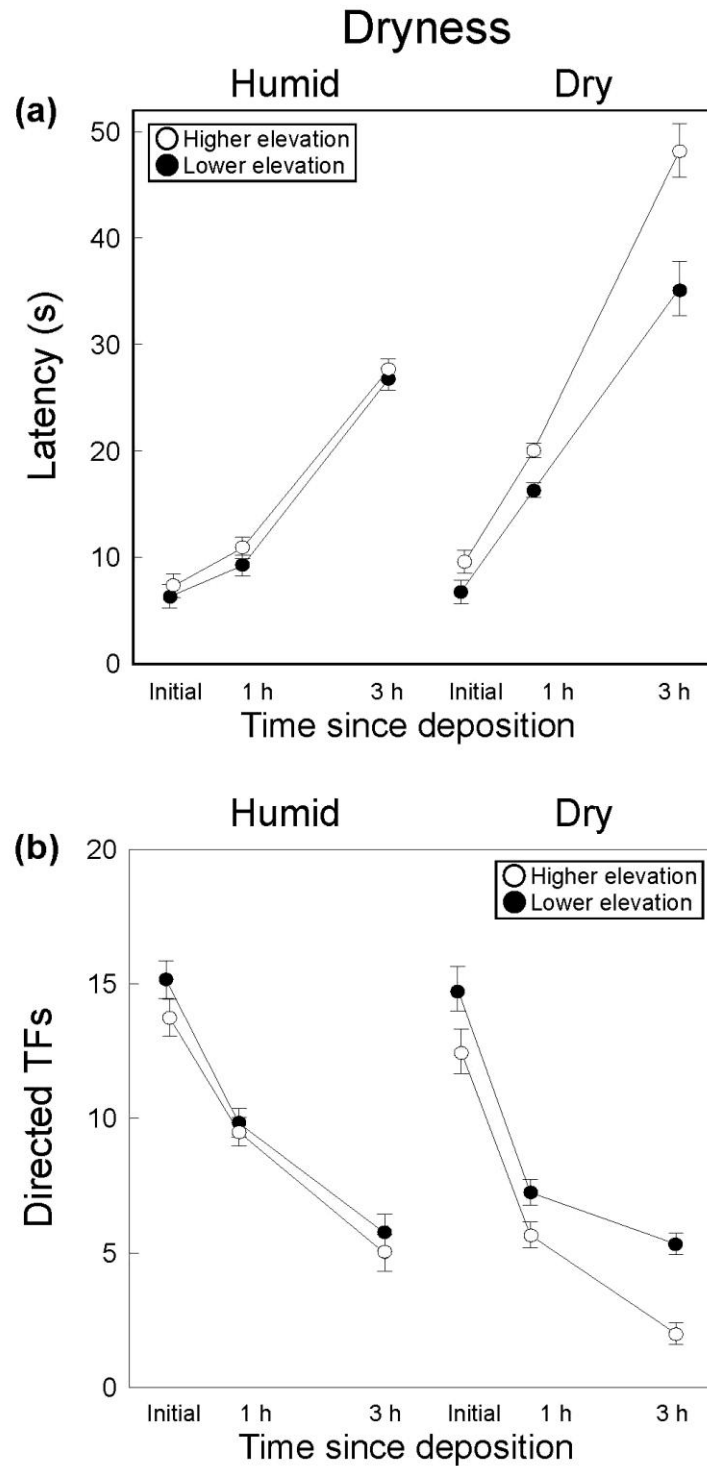 Dryness
Humid Dry
(a)
Higher elevation
Lower elevation
50
40
30
20
10
0
Latency (s)
Initial 1 h 3 h Initial 1 h 3 h
Time since deposition
Humid Dry
(b)
Higher elevation
Lower elevation
20
15
10
5
0
Directed TFs
Initial 1 h 3 h Initial 1 h 3 h
Time since deposition